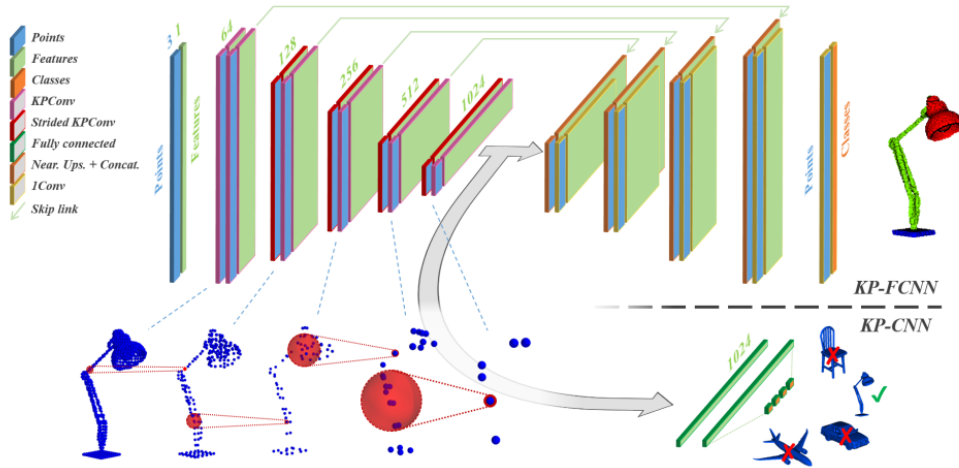 Points
Features
Classes
KPConv
Strided KPConv
Fully connected
Near. Ups. + Concat.
1Conv
Skip link
3
1
64
128
256
512
1024
Points
Features
Points
Classes
KP-FCNN
KP-CNN
1024